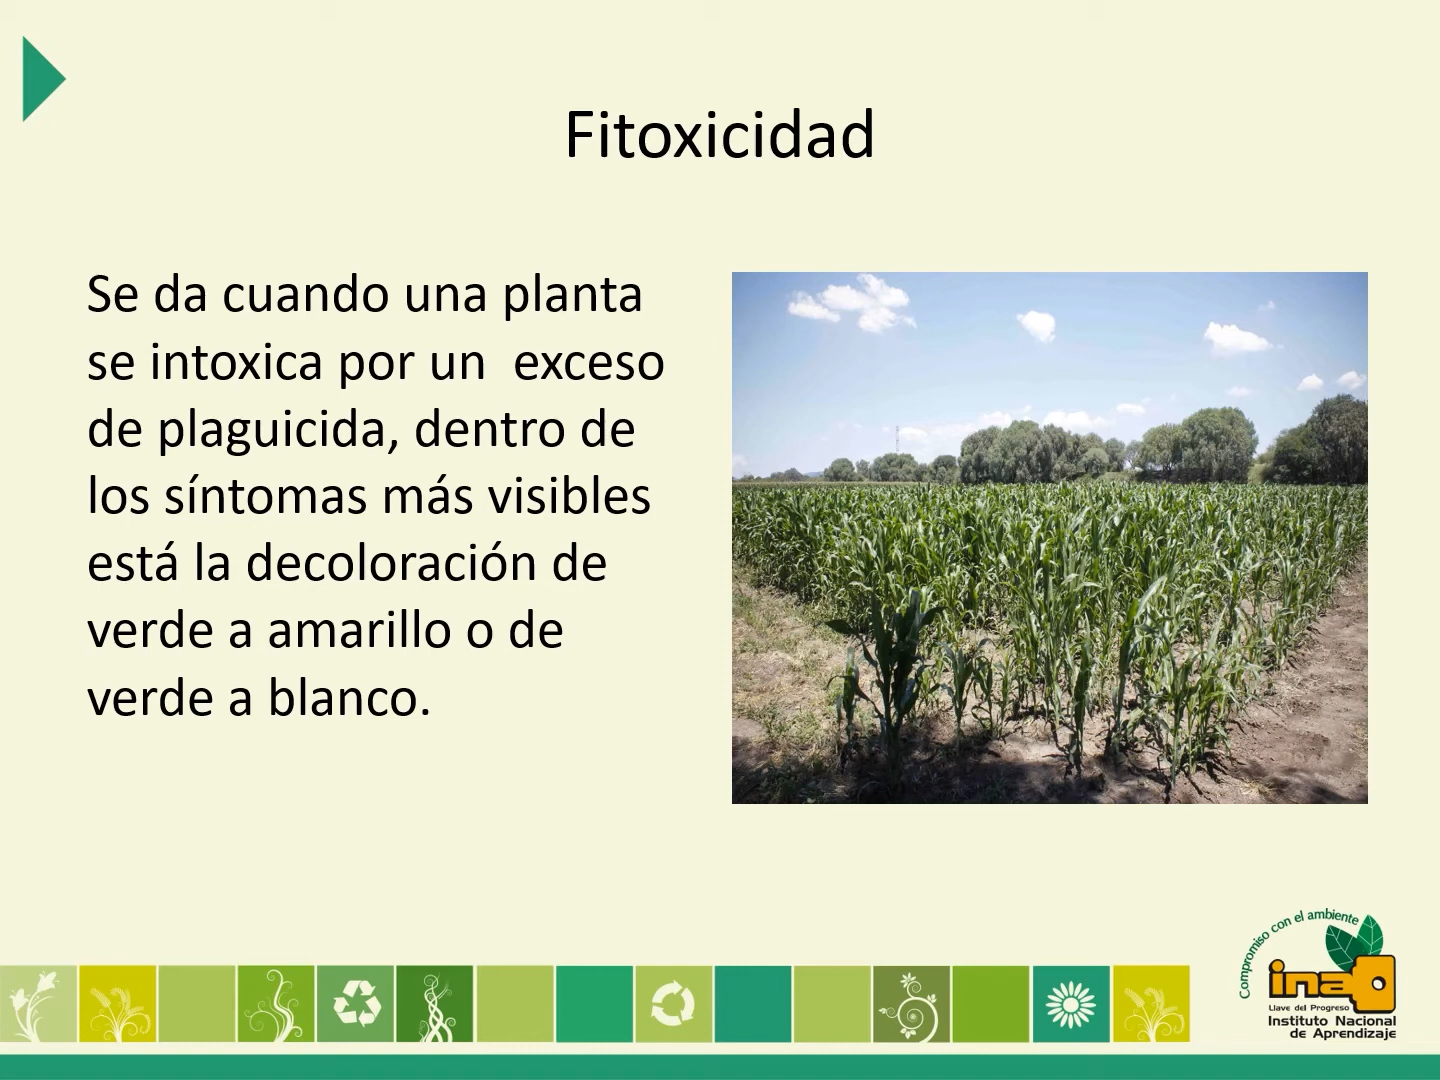 Fitoxicidad
Se da cuando una planta
se intoxica por un  exceso
de plaguicida, dentro de
los síntomas más visibles
está la decoloración de
verde a amarillo o de
verde a blanco.
Compromiso con el ambiente
ina
Llave del Progreso
Instituto Nacional
de Aprendizaje